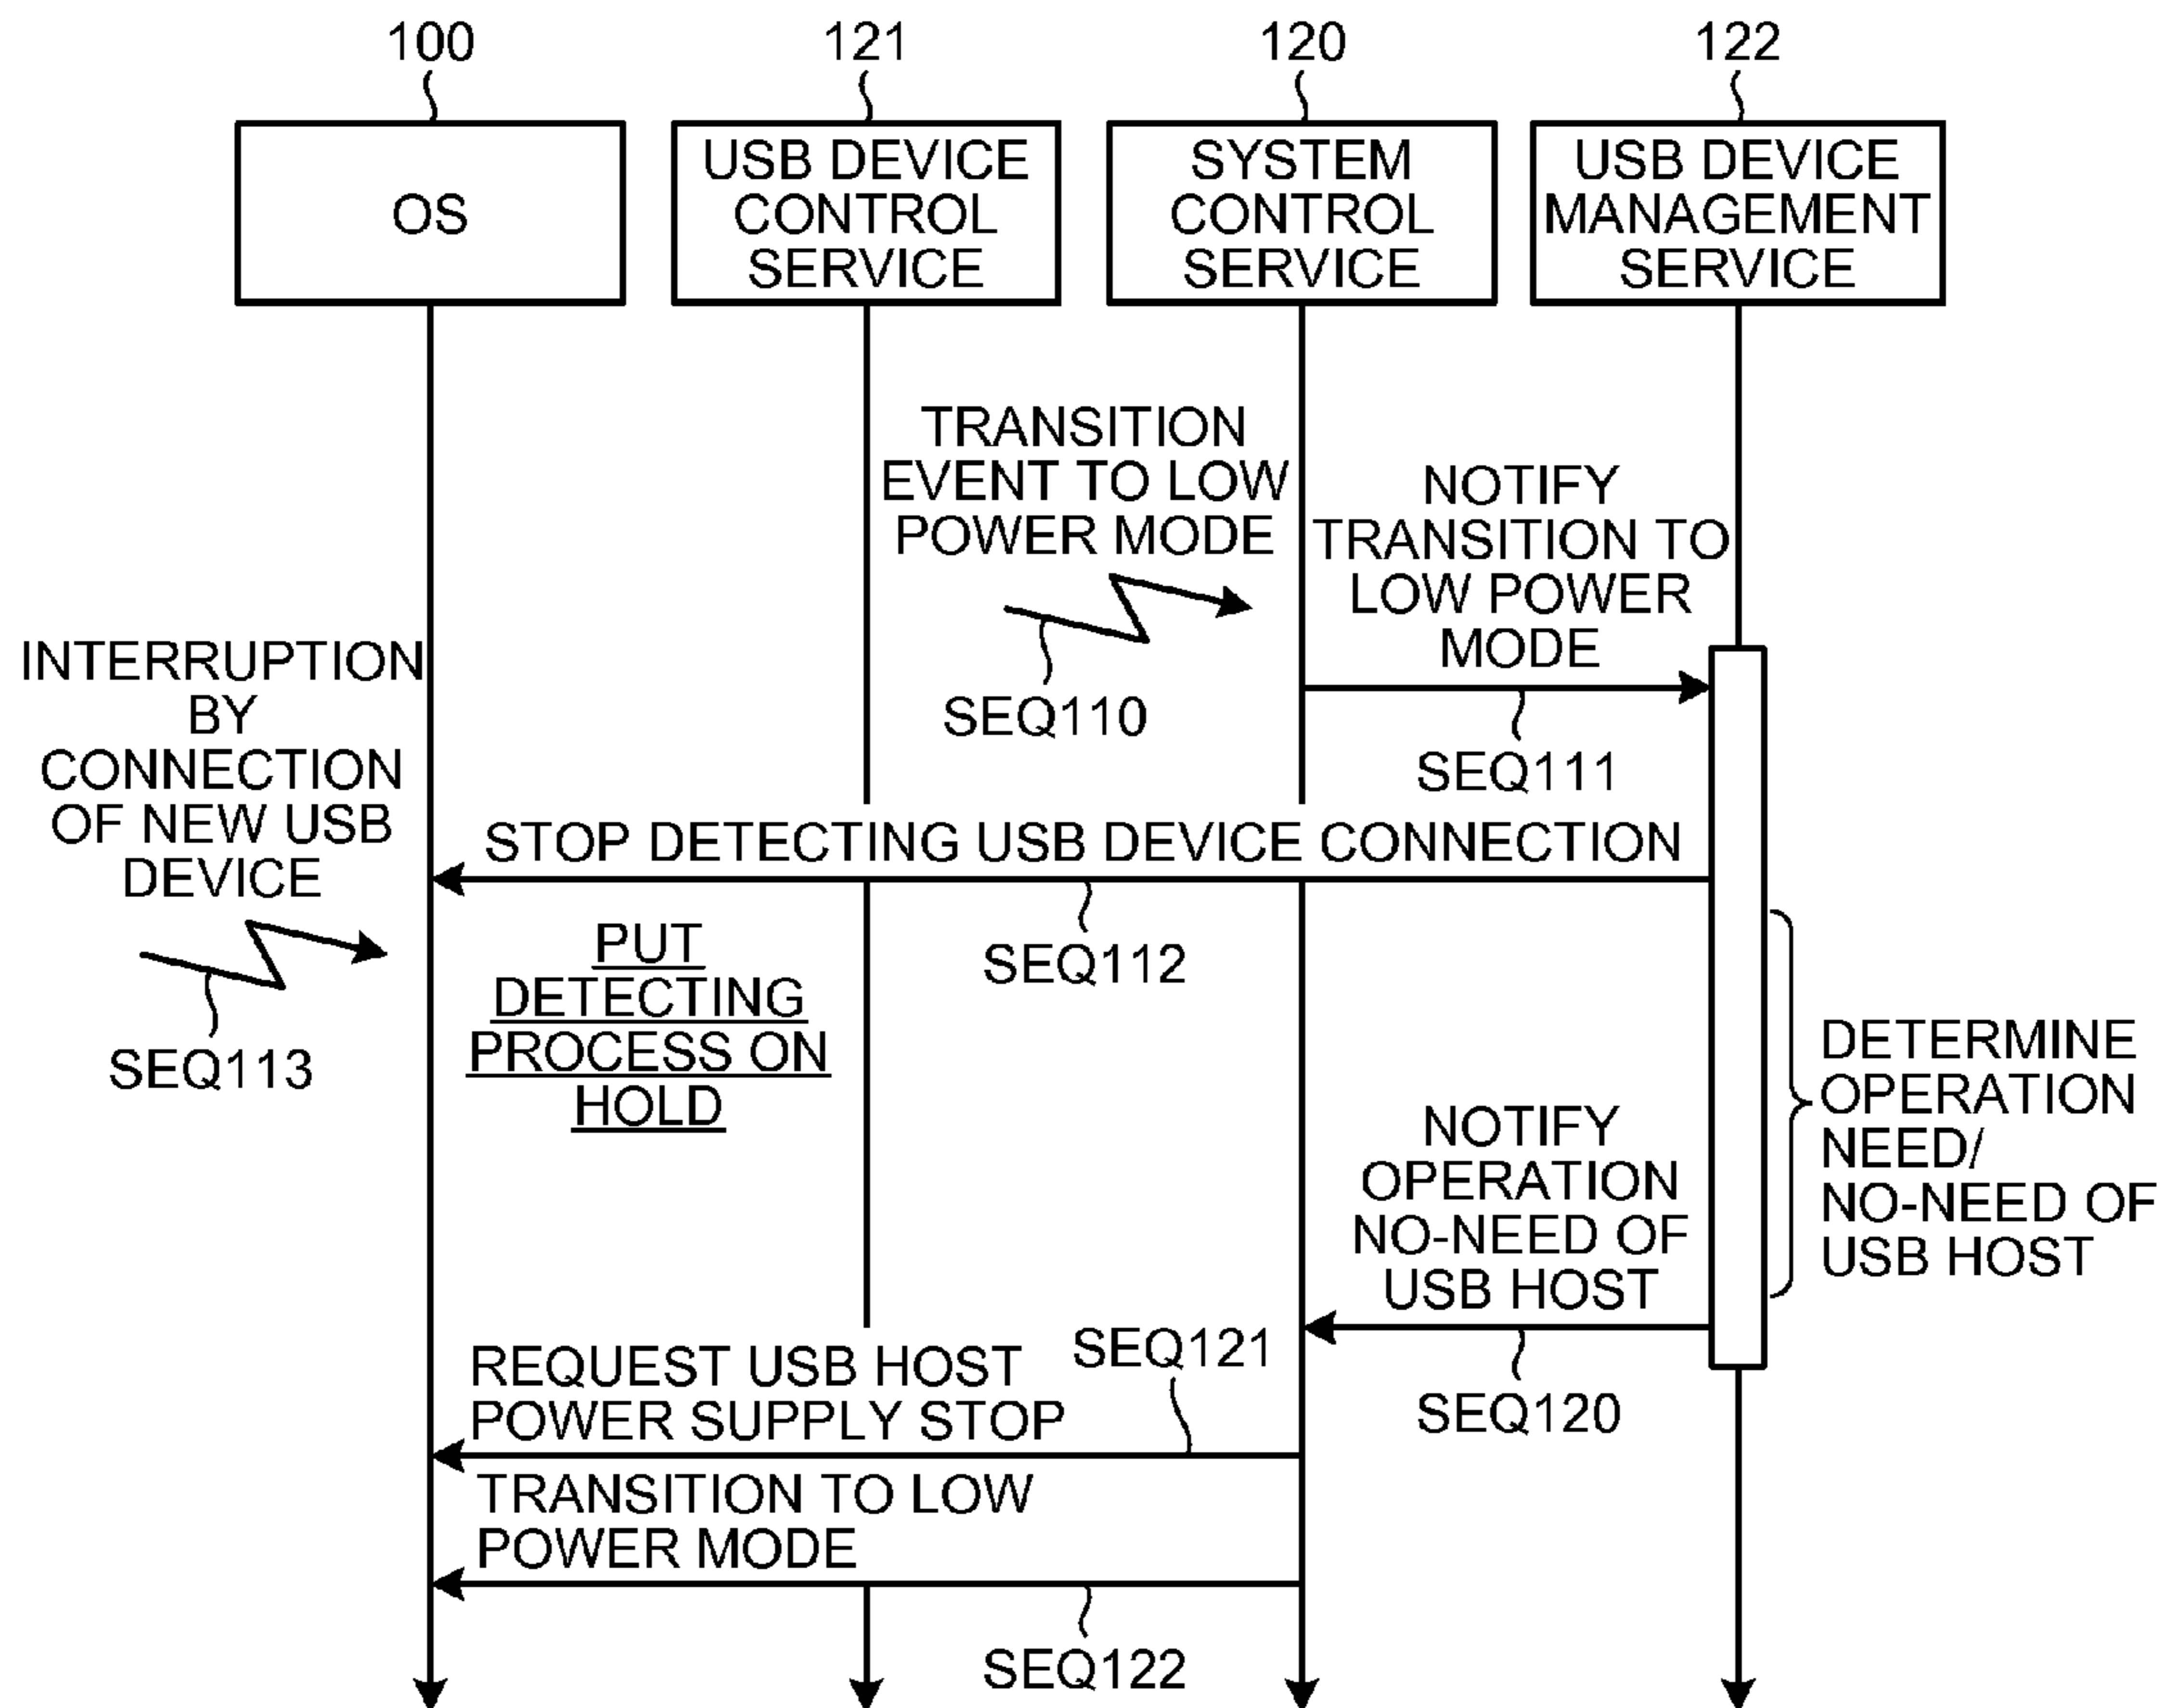 100
121
120
122
OS
USB DEVICE
CONTROL
SERVICE
SYSTEM
CONTROL
SERVICE
USB DEVICE
MANAGEMENT
SERVICE
TRANSITION
EVENT TO LOW
POWER MODE
SEQ110
NOTIFY
TRANSITION TO
LOW POWER
MODE
SEQ111
STOP DETECTING USB DEVICE CONNECTION
SEQ112
INTERRUPTION
BY
CONNECTION
OF NEW USB
DEVICE
SEQ113
PUT
DETECTING
PROCESS ON
HOLD
DETERMINE
OPERATION
NEED/
NO-NEED OF
USB HOST
NOTIFY
OPERATION
NO-NEED OF
USB HOST
SEQ120
REQUEST USB HOST
POWER SUPPLY STOP
SEQ121
TRANSITION TO LOW
POWER MODE
SEQ122